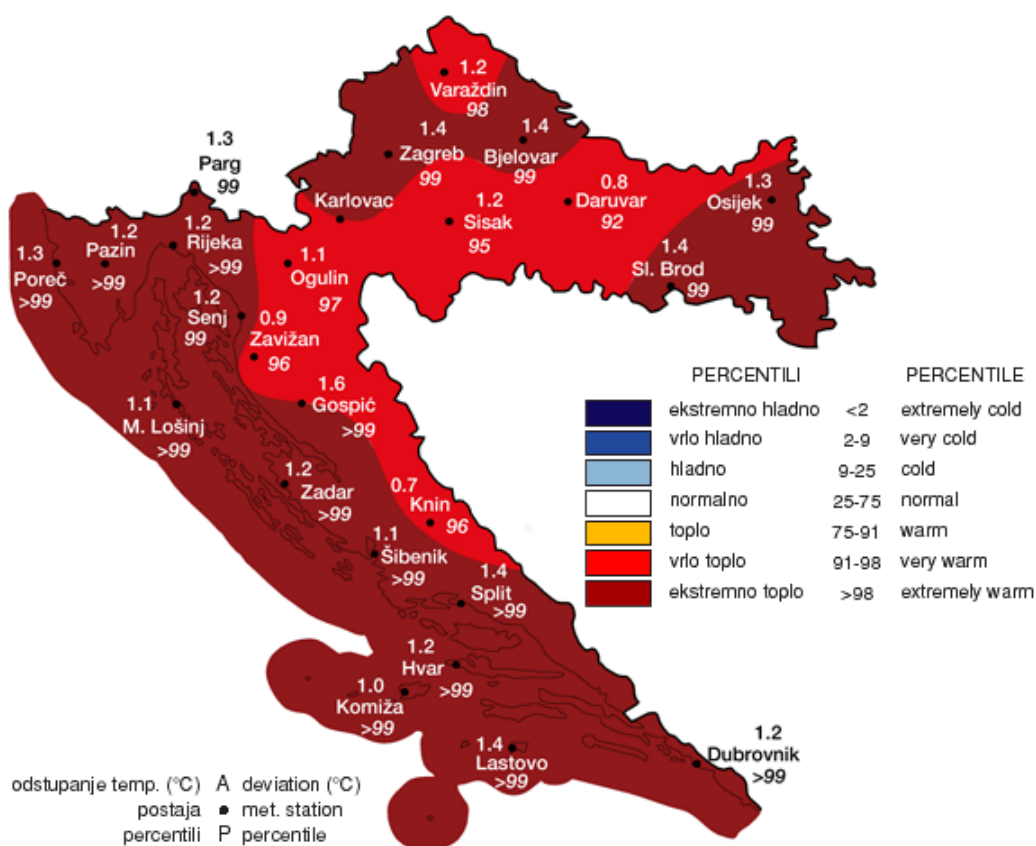 1.2
Varaždin
98
1.4
Zagreb
99
1.4
Bjelovar
99
1.3
Parg
99
Karlovac
1.2
Sisak
95
0.8
Daruvar
92
1.3
Osijek
99
1.4
Sl. Brod
99
1.3
Poreč
>99
1.2
Pazin
>99
1.2
Rijeka
>99
1.1
Ogulin
97
1.2
Senj
99
0.9
Zavižan
96
1.6
Gospić
>99
1.1
M. Lošinj
>99
1.2
Zadar
>99
0.7
Knin
96
1.1
Šibenik
>99
1.4
Split
>99
1.2
Hvar
>99
1.0
Komiža
>99
1.4
Lastovo
>99
1.2
Dubrovnik
>99
PERCENTILI PERCENTILE
ekstremno hladno <2 extremely cold
vrlo hladno 2-9 very cold
hladno 9-25 cold
normalno 25-75 normal
toplo 75-91 warm
vrlo toplo 91-98 very warm
ekstremno toplo >98 extremely warm
odstupanje temp. (°C) A deviation (°C)
postaja met. station
percentili P percentile